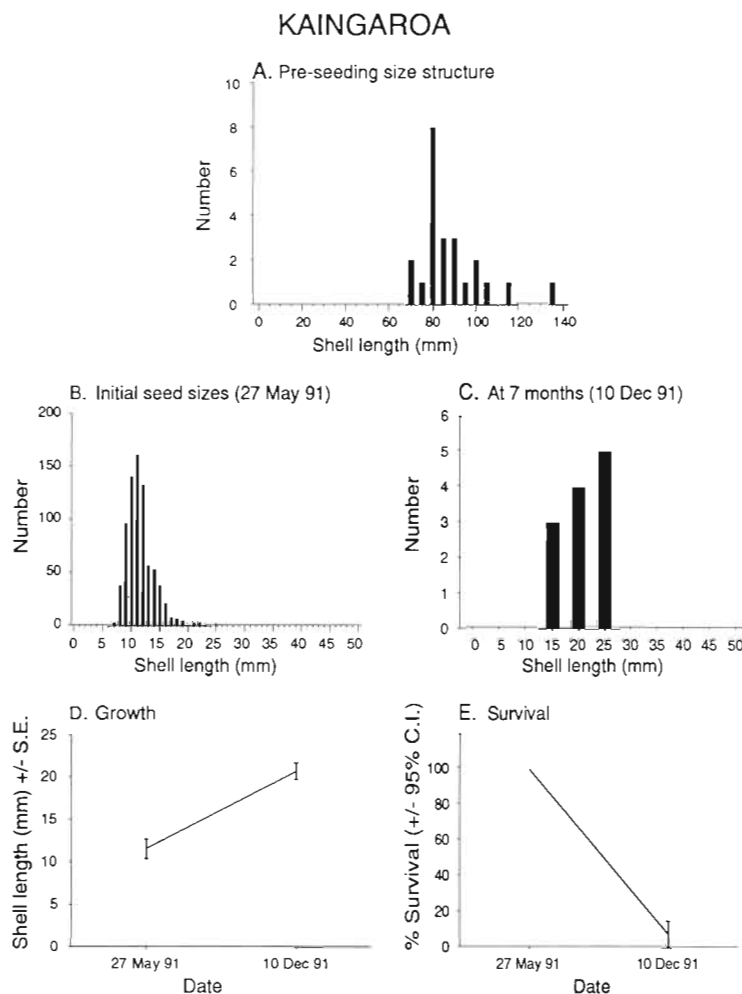 KAINGAROA
A. Pre-seeding size structure
10
8
6
4
2
0
Number
0 20 40 60 80 100 120 140
Shell length (mm)
B. Initial seed sizes (27 May 91)
200
150
100
50
0
Number
0 5 10 15 20 25 30 35 40 45 50
Shell length (mm)
C. At 7 months (10 Dec 91)
6
5
4
3
2
1
0
Number
0 5 10 15 20 25 30 35 40 45 50
Shell length (mm)
D. Growth
25
20
15
10
5
0
Shell length (mm) +/- S.E.
27 May 91 10 Dec 91
Date
E. Survival
100
80
60
40
20
0
% Survival (+/- 95% C.I.)
27 May 91 10 Dec 91
Date